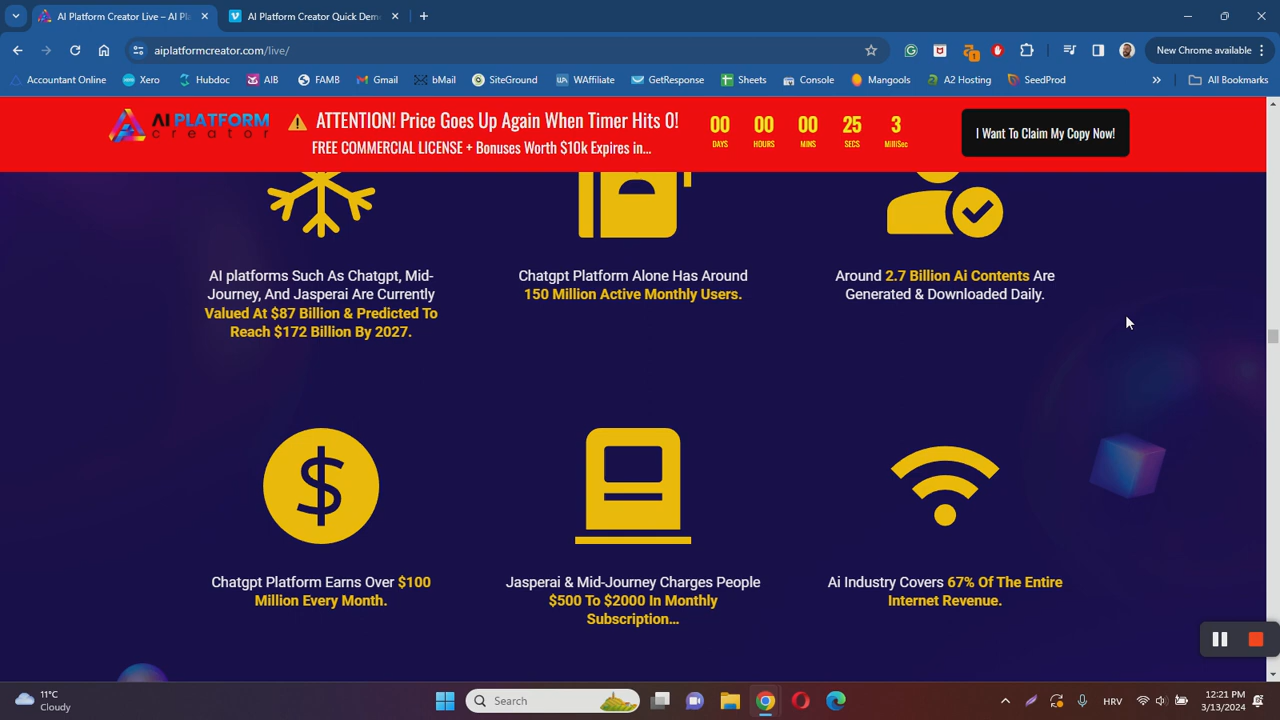 AI Platform Creator Live – AI Pla
AI Platform Creator Quick Demo
aiplatformcreator.com/live/
New Chrome available
Accountant Online
Xero
Hubdoc
AIB
FAMB
Gmail
bMail
SiteGround
WAffiliate
GetResponse
Sheets
Console
Mangools
A2 Hosting
SeedProd
»
All Bookmarks
AI PLATFORM
creator
ATTENTION! Price Goes Up Again When Timer Hits 0!
FREE COMMERCIAL LICENSE + Bonuses Worth $10k Expires in...
00 00 00 25 3
DAYS HOURS MINS SECS MilliSec
I Want To Claim My Copy Now!
AI platforms Such As Chatgpt, Mid-
Journey, And Jasperai Are Currently
Valued At $87 Billion & Predicted To
Reach $172 Billion By 2027.
Chatgpt Platform Alone Has Around
150 Million Active Monthly Users.
Around 2.7 Billion Ai Contents Are
Generated & Downloaded Daily.
Chatgpt Platform Earns Over $100
Million Every Month.
Jasperai & Mid-Journey Charges People
$500 To $2000 In Monthly
Subscription...
Ai Industry Covers 67% Of The Entire
Internet Revenue.
11°C
Cloudy
Search
HRV
12:21 PM
3/13/2024